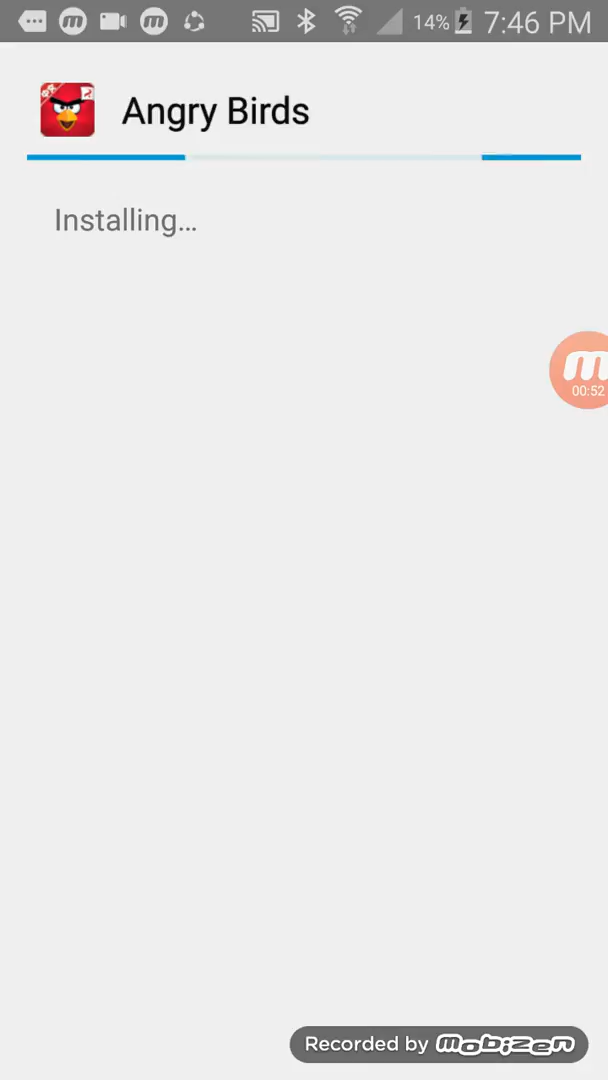 14% 7:46 PM
Angry Birds
Installing...
m
00:52
Recorded by mobizen